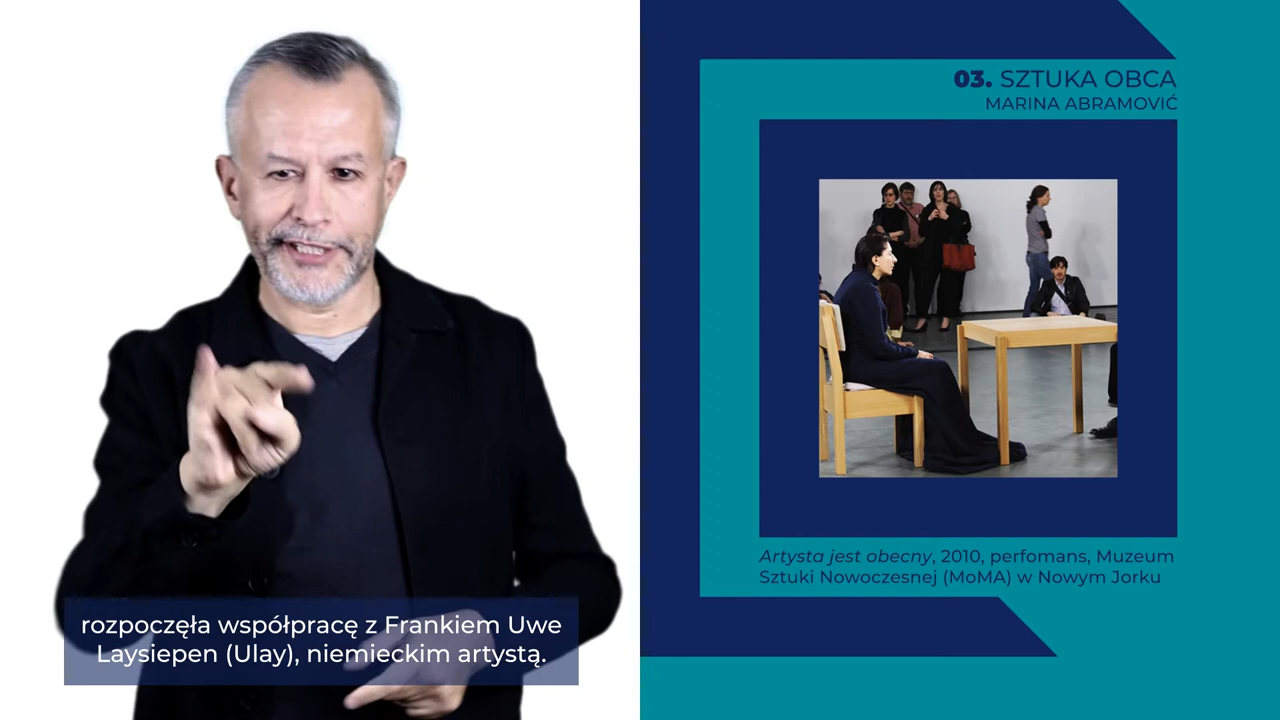 03. SZTUKA OBCA
MARINA ABRAMOVIĆ
Artysta jest obecny, 2010, perfomans, Muzeum
Sztuki Nowoczesnej (MoMA) w Nowym Jorku
rozpoczęła współpracę z Frankiem Uwe
Laysiepen (Ulay), niemieckim artystą.